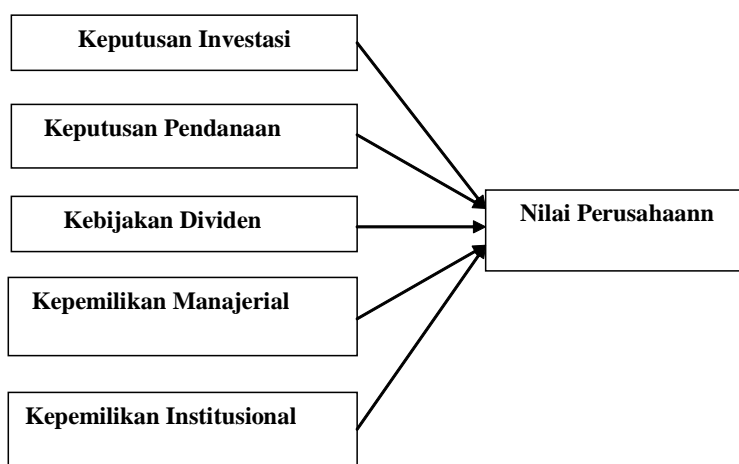 Keputusan Investasi
Keputusan Pendanaan
Kebijakan Dividen
Nilai Perusahaann
Kepemilikan Manajerial
Kepemilikan Institusional